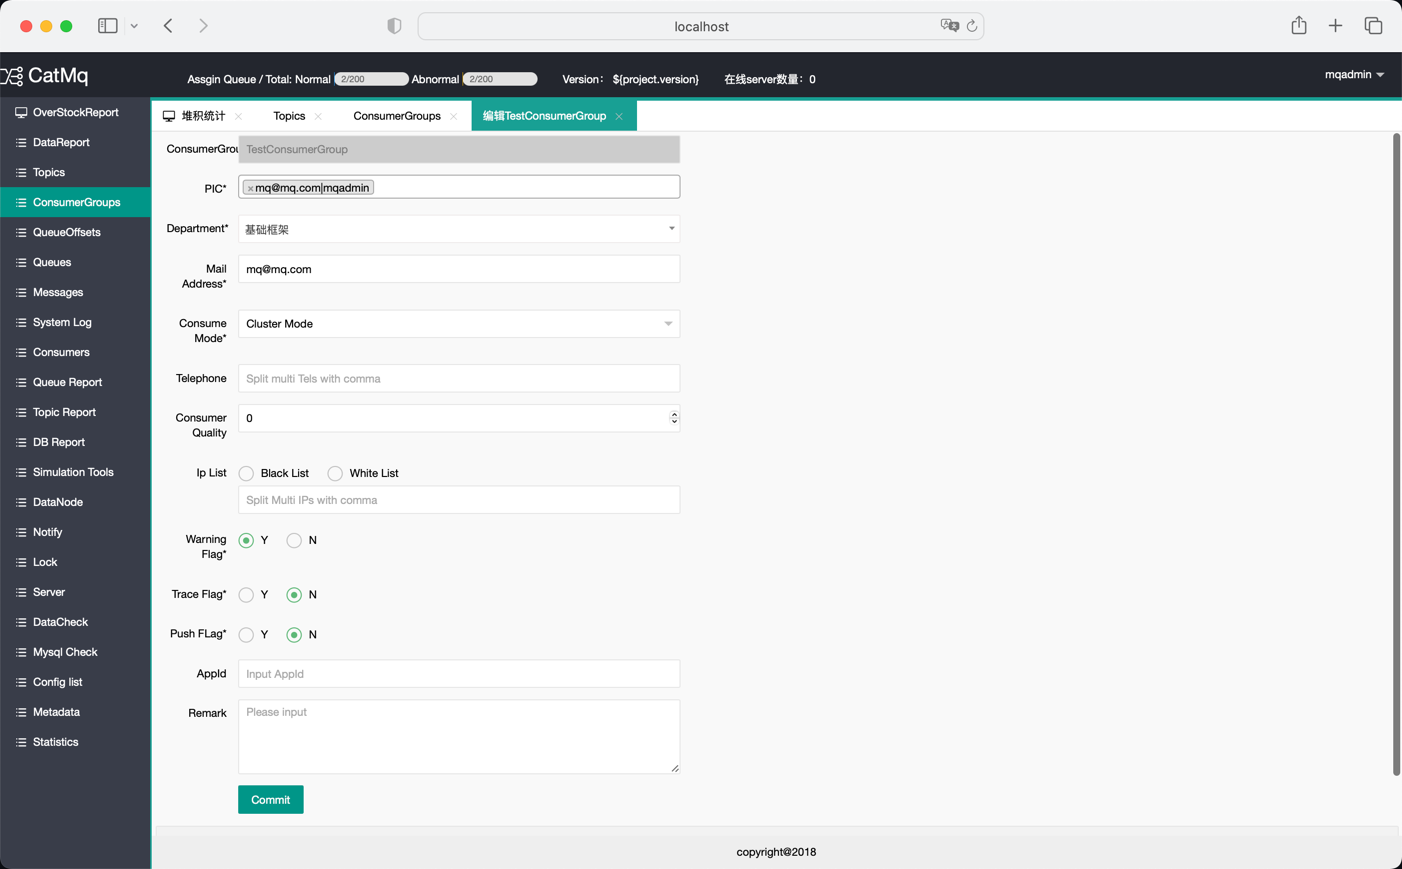 localhost
CatMq
Assgin Queue / Total: Normal 2/200 Abnormal 2/200 Version： ${project.version} 在线server数量：0
mqadmin
OverStockReport
DataReport
Topics
ConsumerGroups
QueueOffsets
Queues
Messages
System Log
Consumers
Queue Report
Topic Report
DB Report
Simulation Tools
DataNode
Notify
Lock
Server
DataCheck
Mysql Check
Config list
Metadata
Statistics
堆积统计 × Topics × ConsumerGroups × 编辑TestConsumerGroup ×
ConsumerGrou TestConsumerGroup
PIC* ×mq@mq.com|mqadmin
Department* 基础框架
Mail Address* mq@mq.com
Consume Mode* Cluster Mode
Telephone Split multi Tels with comma
Consumer Quality 0
Ip List Black List White List
Split Multi IPs with comma
Warning Flag* Y N
Trace Flag* Y N
Push FLag* Y N
AppId Input AppId
Remark Please input
Commit
copyright@2018